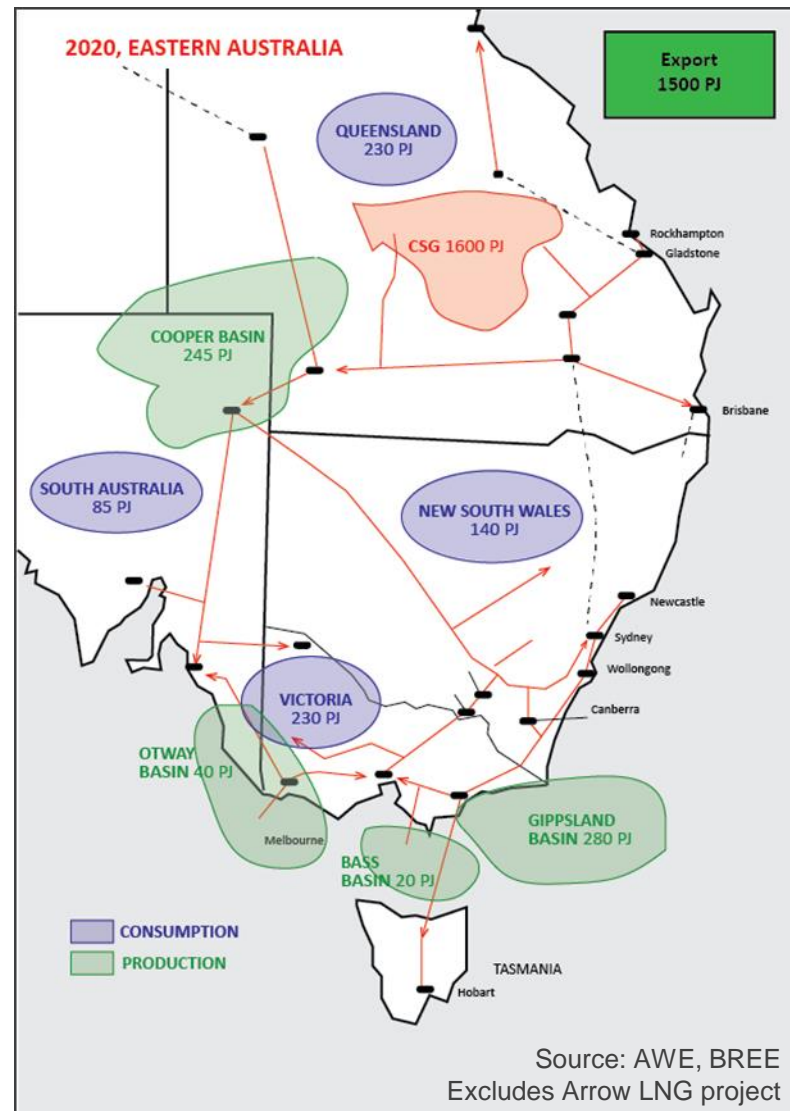 2020, EASTERN AUSTRALIA
Export
1500 PJ
QUEENSLAND
230 PJ
CSG 1600 PJ
Rockhampton
Gladstone
COOPER BASIN
245 PJ
Brisbane
SOUTH AUSTRALIA
85 PJ
NEW SOUTH WALES
140 PJ
Newcastle
Sydney
Wollongong
Canberra
VICTORIA
230 PJ
OTWAY
BASIN 40 PJ
Melbourne
GIPPSLAND
BASIN 280 PJ
BASS
BASIN 20 PJ
CONSUMPTION
PRODUCTION
TASMANIA
Hobart
Source: AWE, BREE
Excludes Arrow LNG project